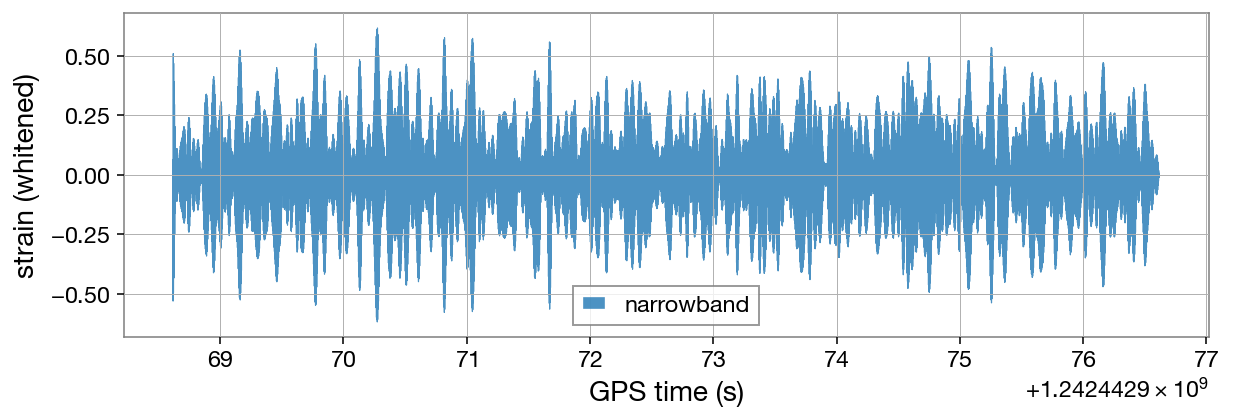 strain (whitened)
0.50
0.25
0.00
−0.25
−0.50
narrowband
69 70 71 72 73 74 75 76 77
GPS time (s)
+1.2424429 × 10⁹